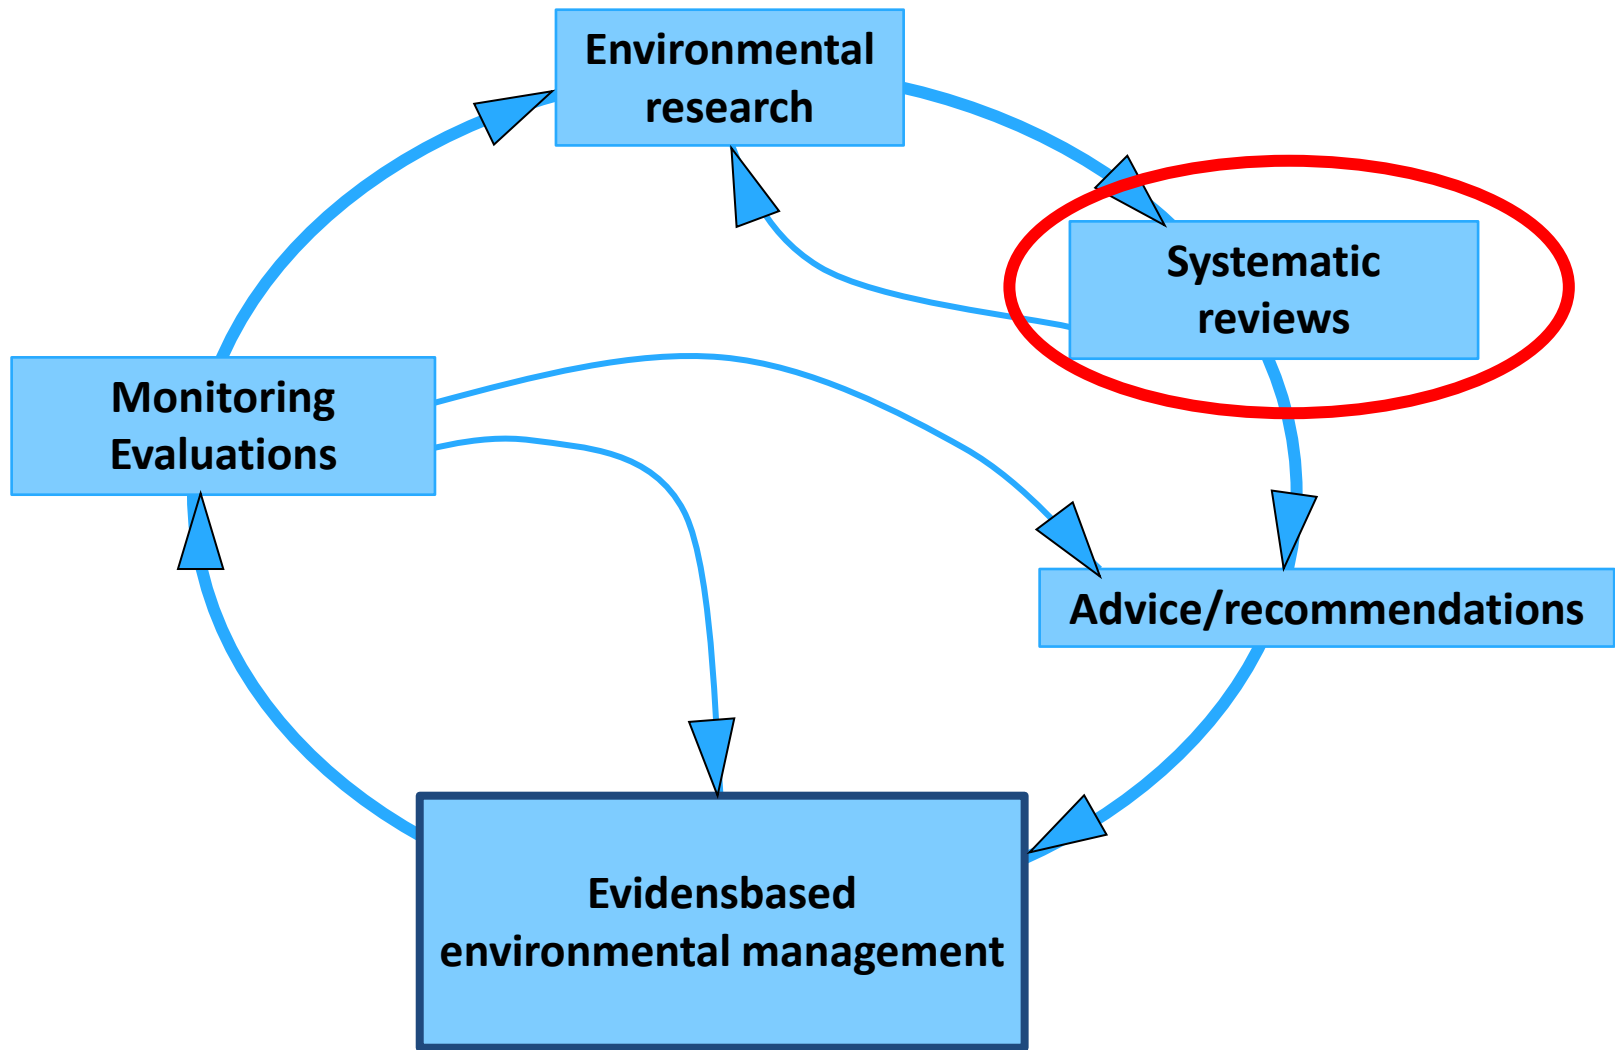 Environmental
research
Systematic
reviews
Monitoring
Evaluations
Advice/recommendations
Evidensbased
environmental management